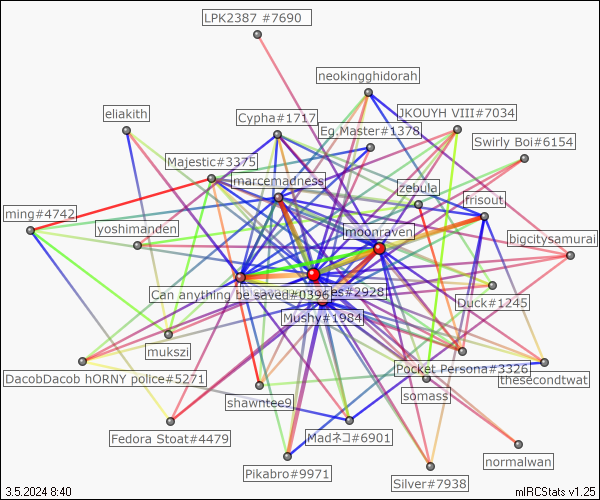 LPK2387 #7690
neokingghidorah
eliakith
Cypha#1717
JKOUYH VIII#7034
Eg.Master#1378
Swirly Boi#6154
Majestic#3375
marcemadness
zebula
frisout
ming#4742
yoshimanden
moonraven
bigcitysamurai
es#2928
Can anything be saved#0396
Duck#1245
Mushy#1984
mukszi
Pocket Persona#3326
DacobDacob hORNY police#5271
thesecondtwat
somass
shawntee9
Fedora Stoat#4479
Madネコ#6901
normalwan
Pikabro#9971
Silver#7938
3.5.2024 8:40
mIRCStats v1.25